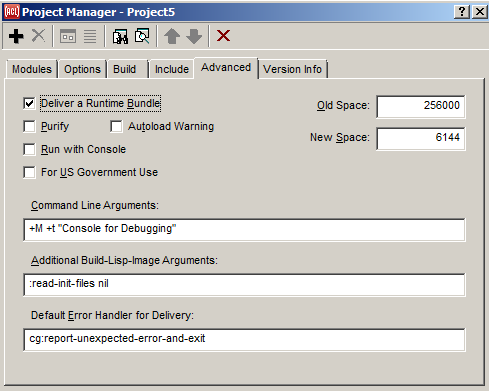 ACL Project Manager - Project5
Modules Options Build Include Advanced Version Info
Deliver a Runtime Bundle
Old Space: 256000
Purify Autoload Warning
New Space: 6144
Run with Console
For US Government Use
Command Line Arguments:
+M +t "Console for Debugging"
Additional Build-Lisp-Image Arguments:
:read-init-files nil
Default Error Handler for Delivery:
cg:report-unexpected-error-and-exit